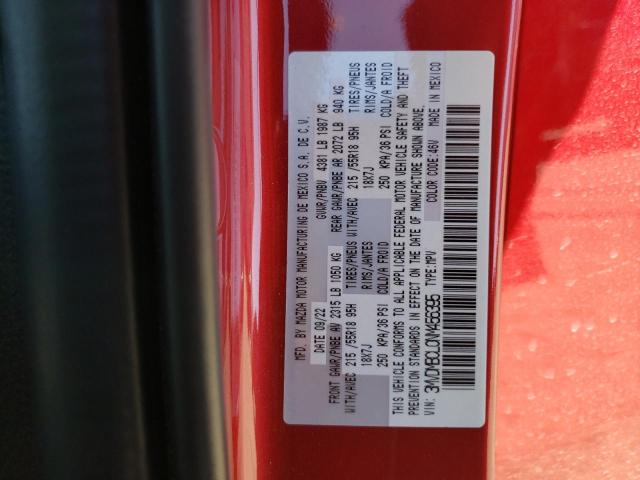 MFD. BY MAZDA MOTOR MANUFACTURING DE MEXICO S.A. DE C.V.
DATE 09/22 GVWR/PNBV 4381 LB 1987 KG
FRONT GAWR/PNBE AV 2315 LB 1050 KG REAR GAWR/PNBE AR 2072 LB 940 KG
WITH/AVEC 215 /55R18 95H TIRES/PNEUS WITH/AVEC 215 /55R18 95H TIRES/PNEUS
18X7J RIMS/JANTES 18X7J RIMS/JANTES
250 KPA/36 PSI COLD/A FROID 250 KPA/36 PSI COLD/A FROID
THIS VEHICLE CONFORMS TO ALL APPLICABLE FEDERAL MOTOR VEHICLE SAFETY AND THEFT
PREVENTION STANDARDS IN EFFECT ON THE DATE OF MANUFACTURE SHOWN ABOVE.
VIN: TYPE:MPV COLOR CODE:46V MADE IN MEXICO